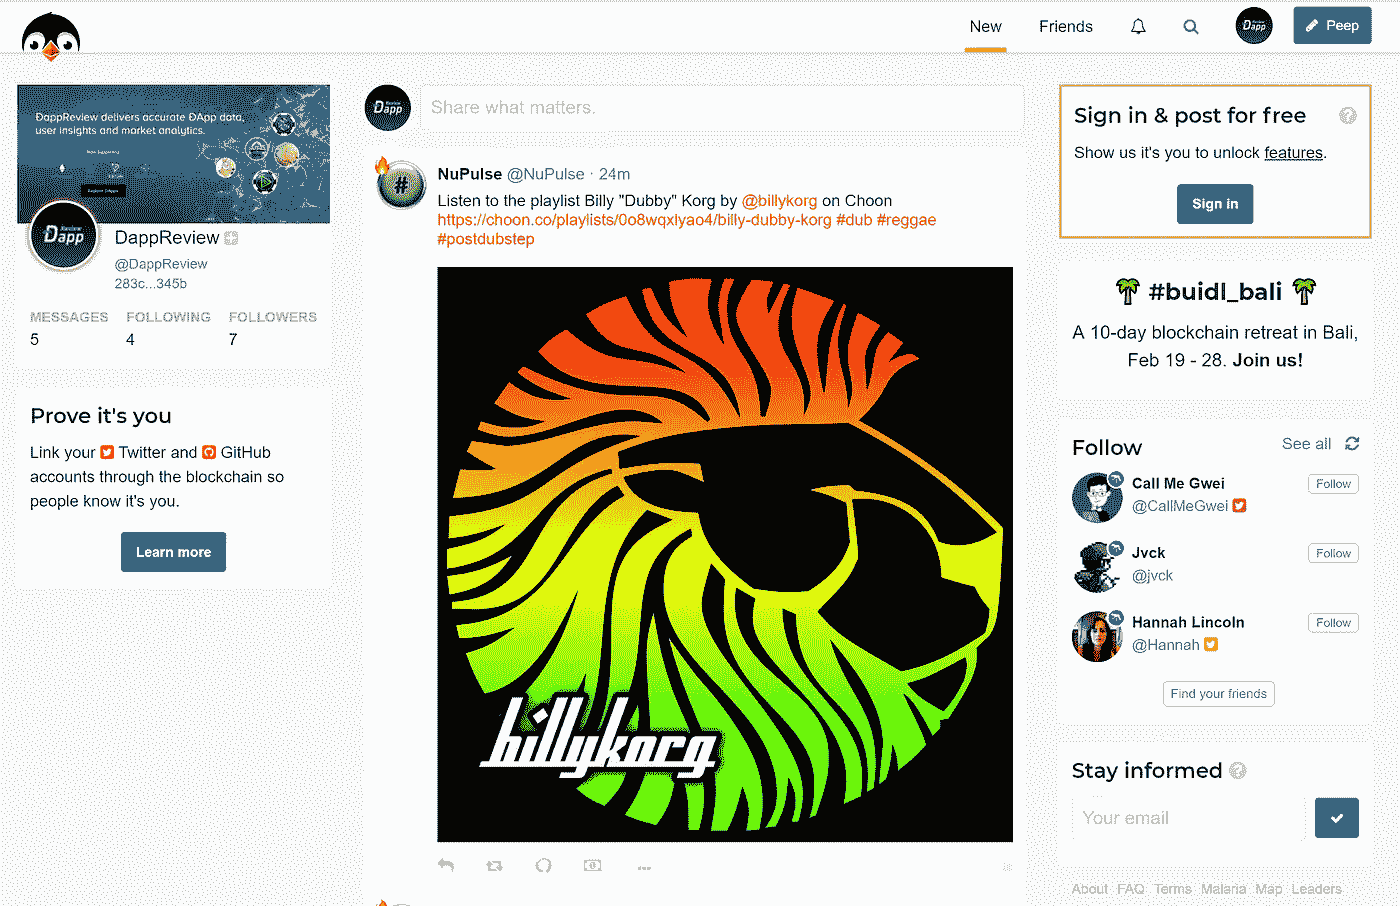 New
Friends
Dapp
Peep
DappReview delivers accurate ĐApp data,
user insights and market analytics.
Dapp
DappReview
@DappReview
283c...345b
MESSAGES FOLLOWING FOLLOWERS
5 4 7
Prove it's you
Link your Twitter and GitHub
accounts through the blockchain so
people know it's you.
Learn more
Dapp
Share what matters.
#
NuPulse @NuPulse · 24m
Listen to the playlist Billy "Dubby" Korg by @billykorg on Choon
https://choon.co/playlists/0o8wqxlyao4/billy-dubby-korg #dub #reggae
#postdubstep
billykorg
Sign in & post for free
Show us it's you to unlock features.
Sign in
#buidl_bali
A 10-day blockchain retreat in Bali,
Feb 19 - 28. Join us!
Follow
See all
Call Me Gwei
@CallMeGwei
Follow
Jvck
@jvck
Follow
Hannah Lincoln
@Hannah
Follow
Find your friends
Stay informed
Your email
About FAQ Terms Malaria Map Leaders